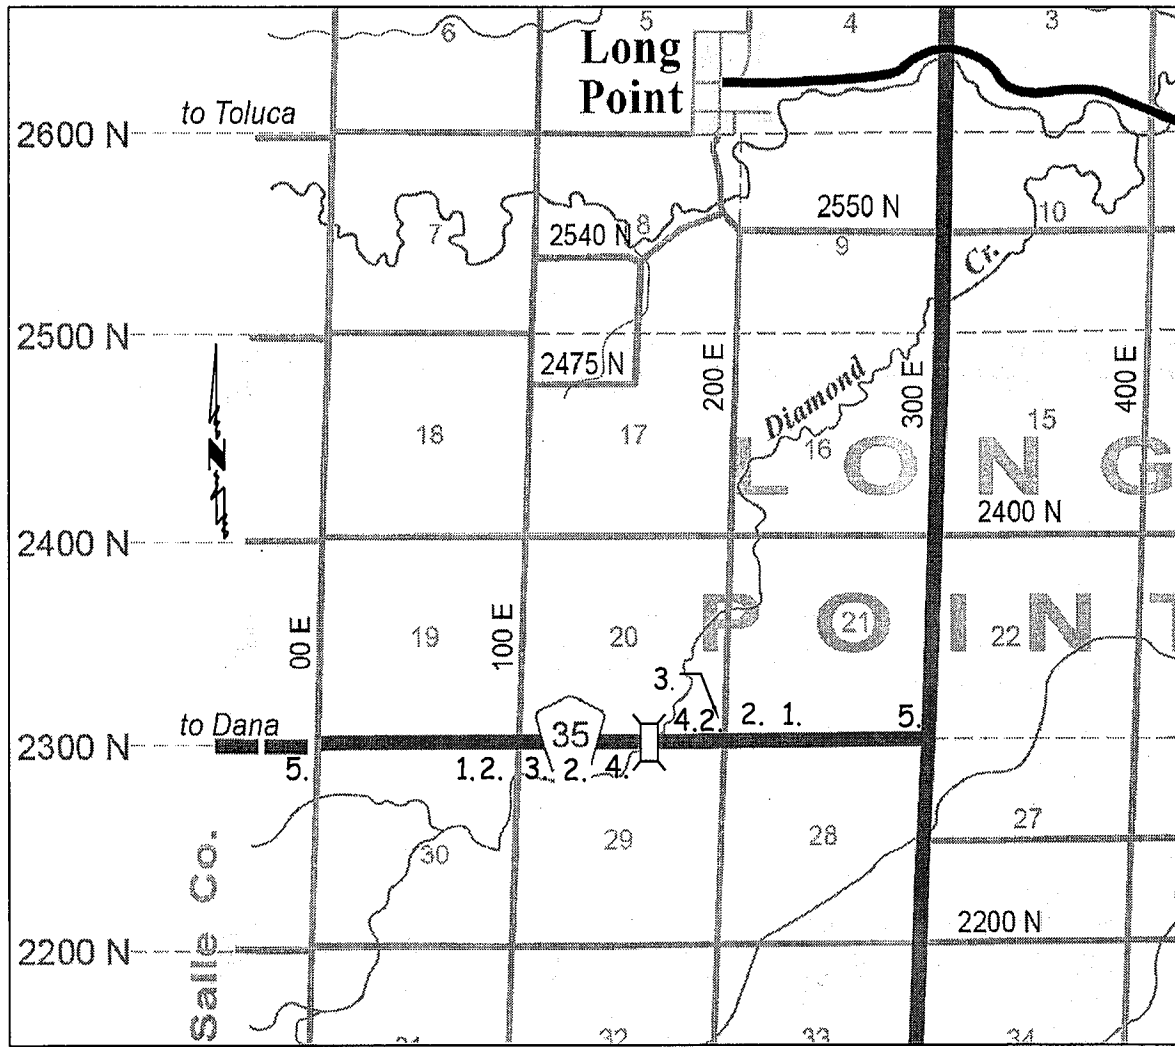 6
5
4
3
Long
Point
to Toluca
2600 N
7
8
2540 N
2550 N
9
10
Cr.
2500 N
2475 N
200 E
Diamond
300 E
400 E
N
18
17
16
15
LONG
2400 N
2400 N
00 E
100 E
19
20
POINT
21
22
to Dana
3.
2300 N
35
4. 2. 2. 1. 5.
5. 1. 2. 3. 2. 4.
30
29
28
27
Salle Co.
2200 N
2200 N
32
33
34